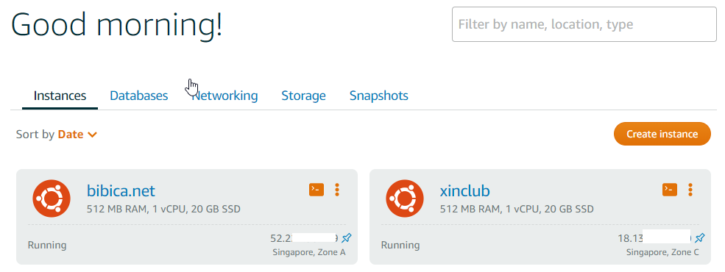 Good morning!
Filter by name, location, type
Instances Databases Networking Storage Snapshots
Sort by Date
Create instance
bibica.net
512 MB RAM, 1 vCPU, 20 GB SSD
Running
52.2
Singapore, Zone A
xinclub
512 MB RAM, 1 vCPU, 20 GB SSD
Running
18.13
Singapore, Zone C